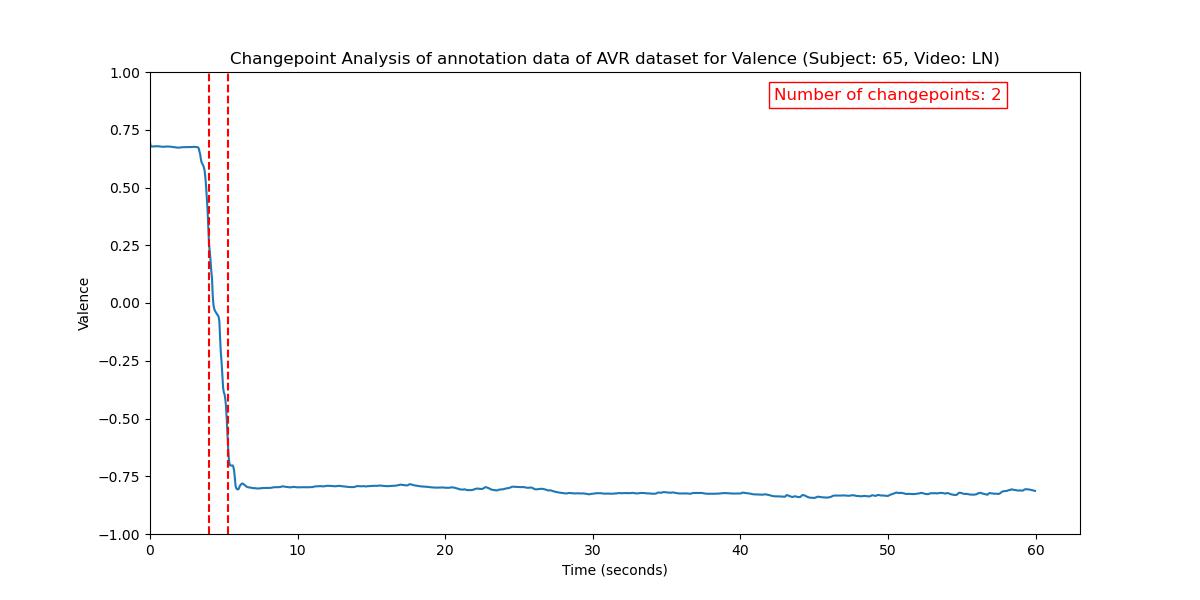 Changepoint Analysis of annotation data of AVR dataset for Valence (Subject: 65, Video: LN)
Number of changepoints: 2
1.00
0.75
0.50
0.25
0.00
−0.25
−0.50
−0.75
−1.00
Valence
0 10 20 30 40 50 60
Time (seconds)